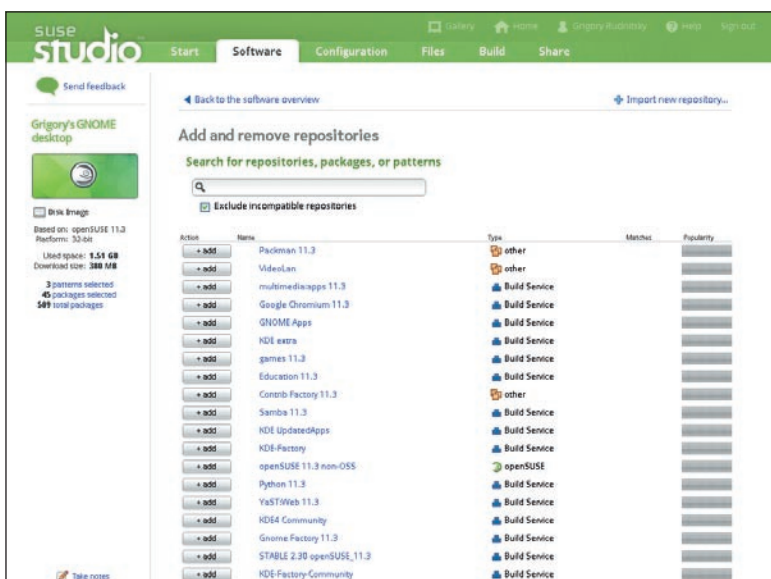 suse studio
Gallery Home Grigory Rudnitsky Help Sign out
Start Software Configuration Files Build Share
Send feedback
Grigory's GNOME desktop
Disk Image
Based on: openSUSE 11.3
Platform: 32-bit
Used space: 1.51 GB
Download size: 388 MB
3 patterns selected
45 packages selected
589 total packages
Take notes
Back to the software overview
Import new repository...
Add and remove repositories
Search for repositories, packages, or patterns
Exclude incompatible repositories
Action Name Type Matches Popularity
+ add Packman 11.3 other
+ add VideoLan other
+ add multimedia:apps 11.3 Build Service
+ add Google Chromium 11.3 Build Service
+ add GNOME Apps Build Service
+ add KDE extra Build Service
+ add games 11.3 Build Service
+ add Education 11.3 Build Service
+ add Contrib Factory 11.3 other
+ add Samba 11.3 Build Service
+ add KDE UpdatedApps Build Service
+ add KDE-Factory Build Service
+ add openSUSE 11.3 non-OSS openSUSE
+ add Python 11.3 Build Service
+ add YaST:Web 11.3 Build Service
+ add KDE4 Community Build Service
+ add Gnome Factory 11.3 Build Service
+ add STABLE 2.30 openSUSE_11.3 Build Service
+ add KDE-Factory-Community Build Service